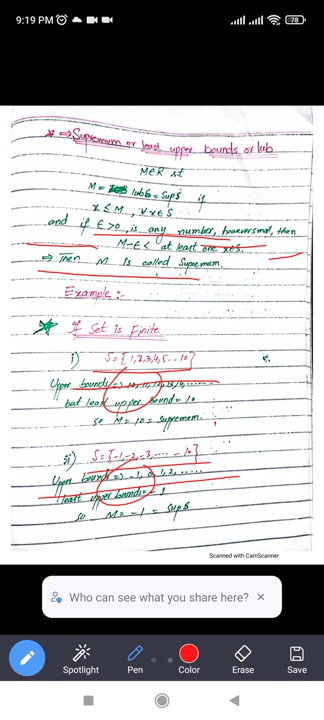 9:19 PM
78
* ⇒ Supremum or least upper bounds or lub
M∈R st
M = lobS = SupS if
x ≤ M, ∀ x∈S
and if ε>0, is any number, however smal, then
M-ε < at least one x∈S.
⇒ Then M is called Supremum.
Example :-
If Set is Finite
i) S = { 1,2,3,4,5...10}
Upper bounds ⇒ 10, 11, 12, 13, 14, ........
but least upper bound = 10
so M = 10 = supremum.
ii) S = {-1,-2,-3,.... -10}
Upper bounds ⇒ -1, 0, 1, 2, ......
least upper bounds = -1
so M = -1 = SupS
Scanned with CamScanner
Who can see what you share here? ×
Spotlight
Pen
Color
Erase
Save